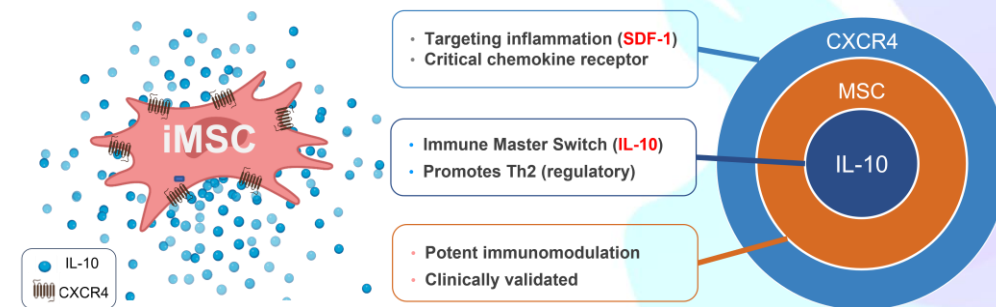 iMSC
IL-10
CXCR4
Targeting inflammation (SDF-1)
Critical chemokine receptor
Immune Master Switch (IL-10)
Promotes Th2 (regulatory)
Potent immunomodulation
Clinically validated
CXCR4
MSC
IL-10